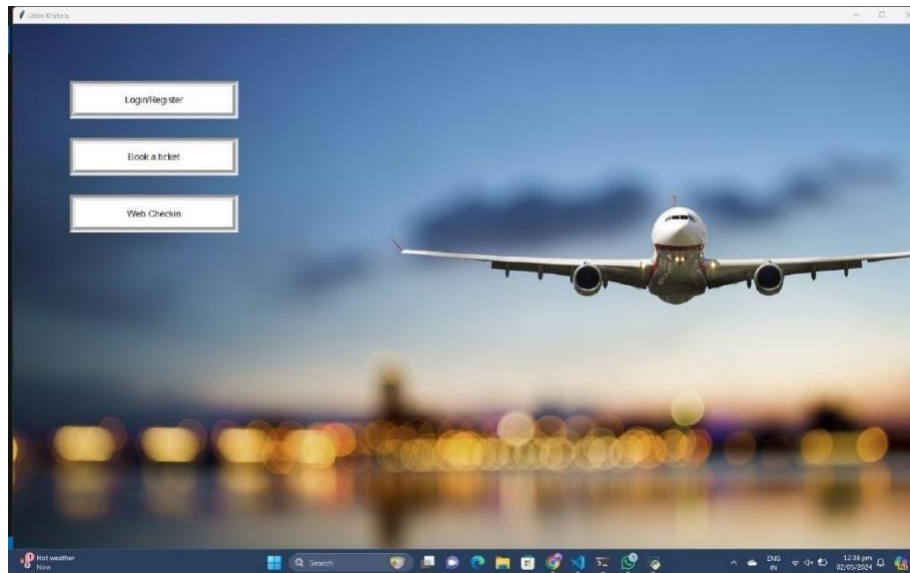 Udan Khatola
Login/Register
Book a ticket
Web Checkin
Hot weather
Now
Search
ENG
IN
12:38 pm
02/05/2024